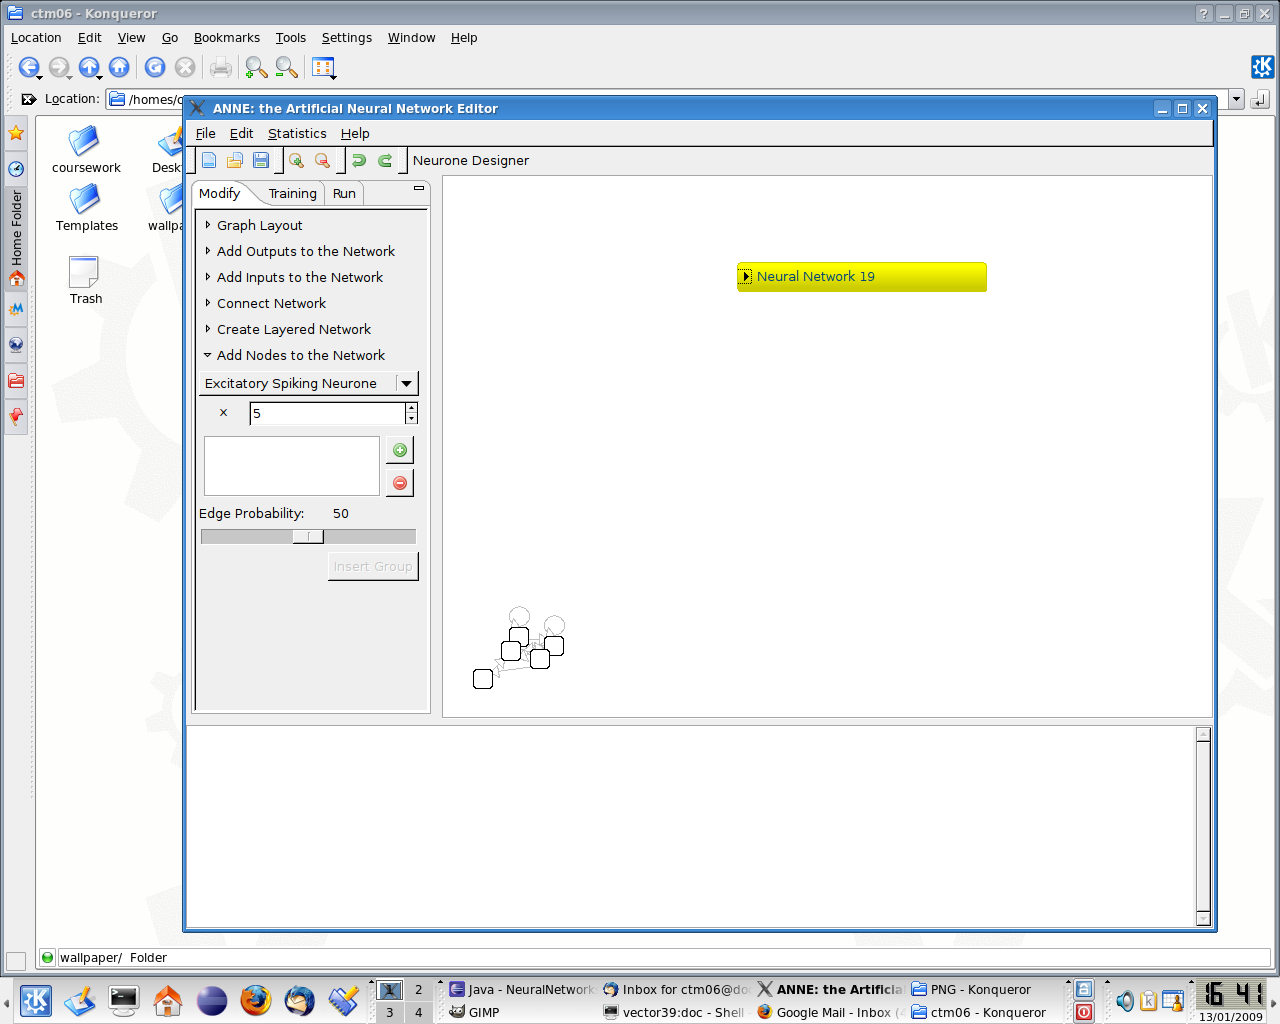 ctm06 - Konqueror
Location Edit View Go Bookmarks Tools Settings Window Help
Location: /homes/c
ANNE: the Artificial Neural Network Editor
File Edit Statistics Help
Neurone Designer
Home Folder
coursework
Templates
Trash
Modify Training Run
Graph Layout
Add Outputs to the Network
Add Inputs to the Network
Connect Network
Create Layered Network
Add Nodes to the Network
Excitatory Spiking Neurone
x 5
Edge Probability: 50
Insert Group
Neural Network 19
wallpaper/ Folder
2
3 4
Java - NeuralNetwork
Inbox for ctm06@do
ANNE: the Artificia
PNG - Konqueror
GIMP
vector39:doc - Shell
Google Mail - Inbox (
ctm06 - Konqueror
16 41
13/01/2009